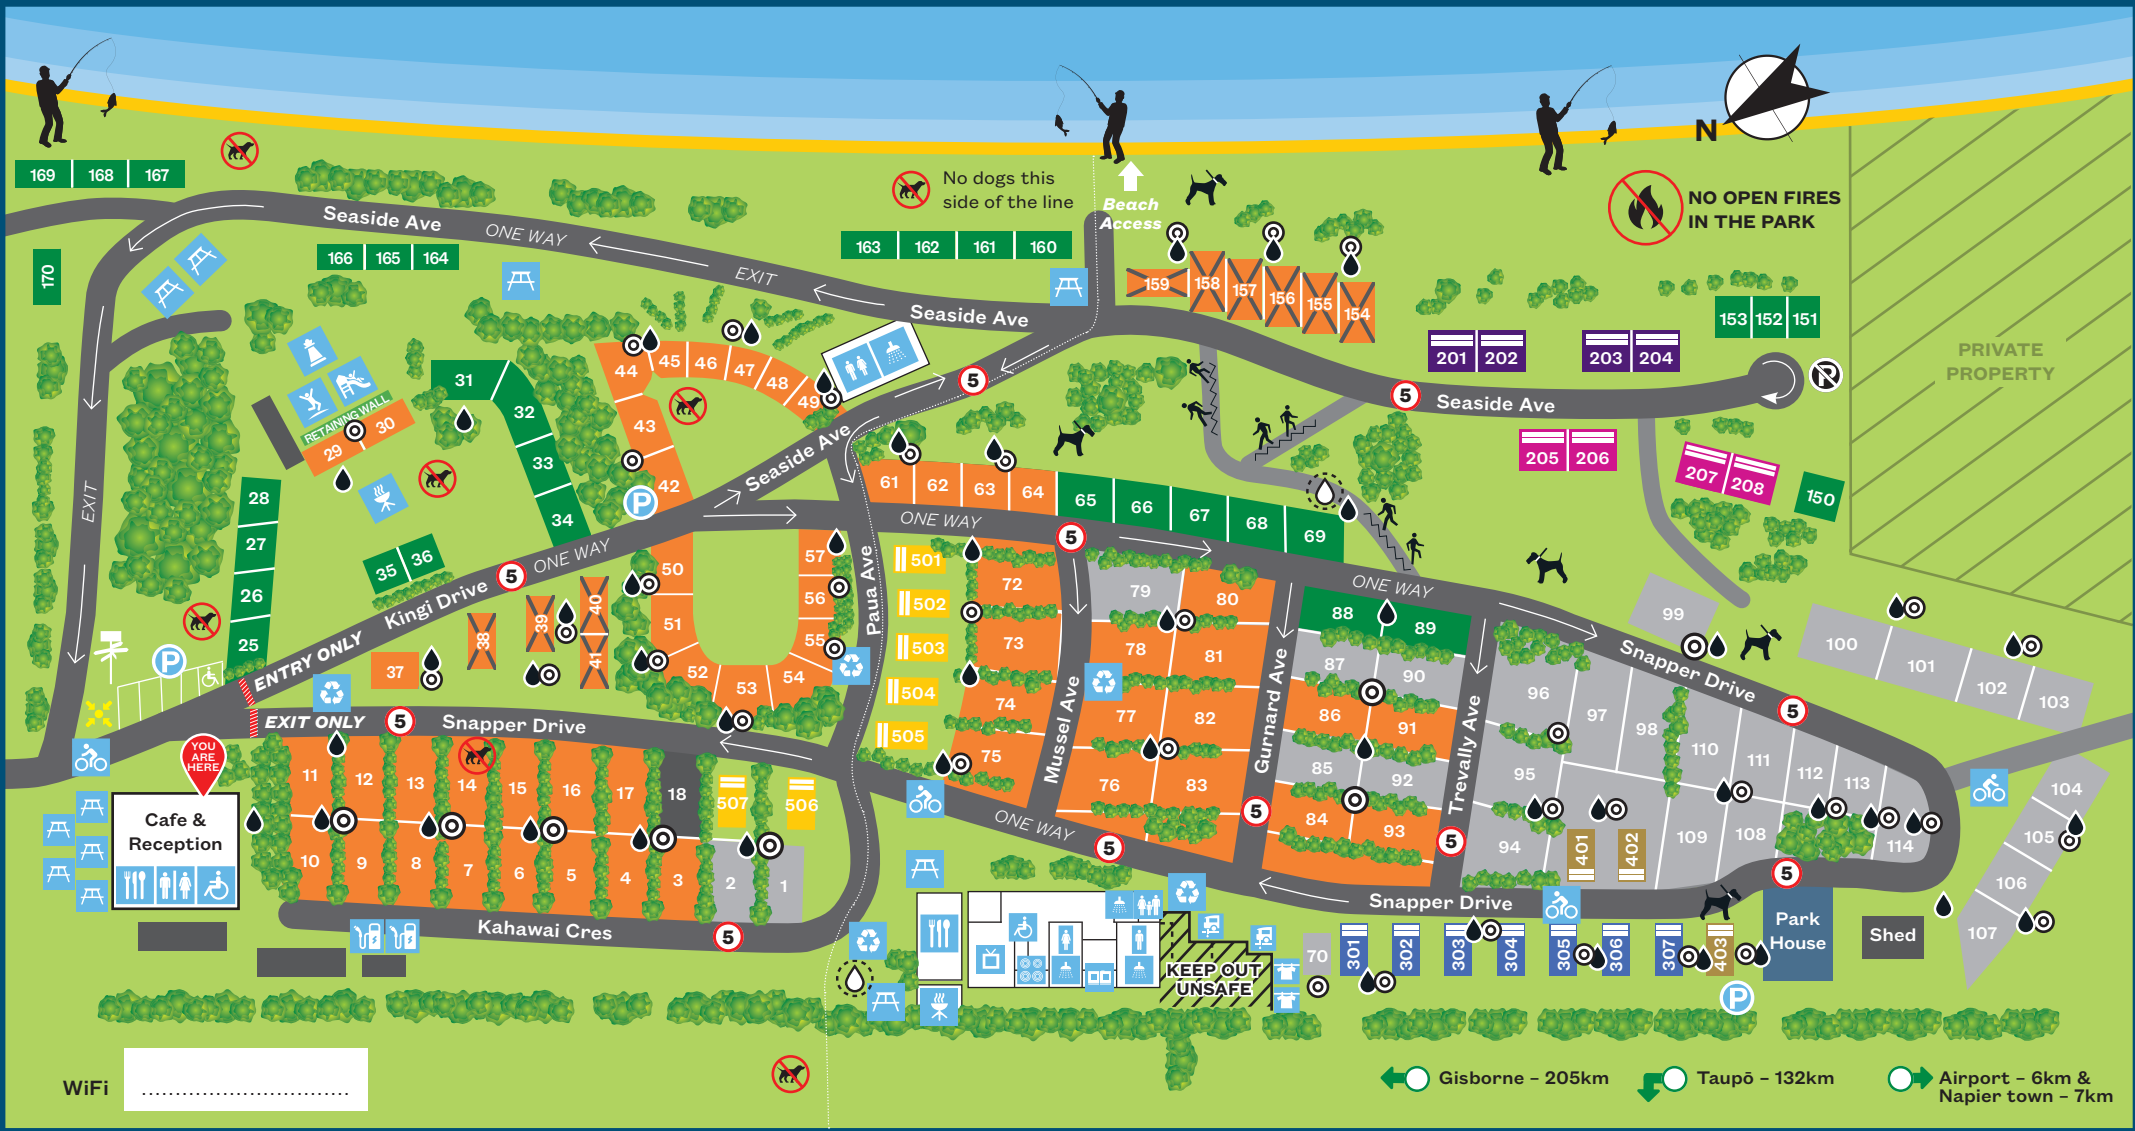 No dogs this
side of the line
Beach
Access
N
NO OPEN FIRES
IN THE PARK
PRIVATE
PROPERTY
169 168 167
Seaside Ave
ONE WAY
EXIT
Seaside Ave
166 165 164
163 162 161 160
170
159 158 157 156 155 154
201 202
203 204
153 152 151
P
5
Seaside Ave
5
205 206
207 208
150
RETAINING WALL
29 30
31
32
33
34
44 45 46 47 48 49
43
42
P
Seaside Ave
EXIT
28
27
26
25
35 36
Kingi Drive
5
ONE WAY
ENTRY ONLY
61 62 63 64 65 66 67 68 69
ONE WAY
5
ONE WAY
50
51
52
53
54
55
56
57
37
38
39
40
41
Paua Ave
501
502
503
504
505
72
73
74
75
Mussel Ave
79
80
78
81
77
82
76
83
Gurnard Ave
5
88
89
87
90
86
91
85
92
84
93
Trevally Ave
5
96
97
98
95
94
99
100
101
102
103
Snapper Drive
5
110
111
112
113
109
108
114
401
402
104
105
106
107
P
EXIT ONLY
5
Snapper Drive
YOU
ARE
HERE
Cafe &
Reception
11 12 13 14 15 16 17 18
507
506
10 9 8 7 6 5 4 3 2 1
Kahawai Cres
5
ONE WAY
5
Snapper Drive
5
KEEP OUT
UNSAFE
70
301
302
303
304
305
306
307
403
Park
House
Shed
P
WiFi ..............................
Gisborne – 205km
Taupō – 132km
Airport – 6km &
Napier town – 7km